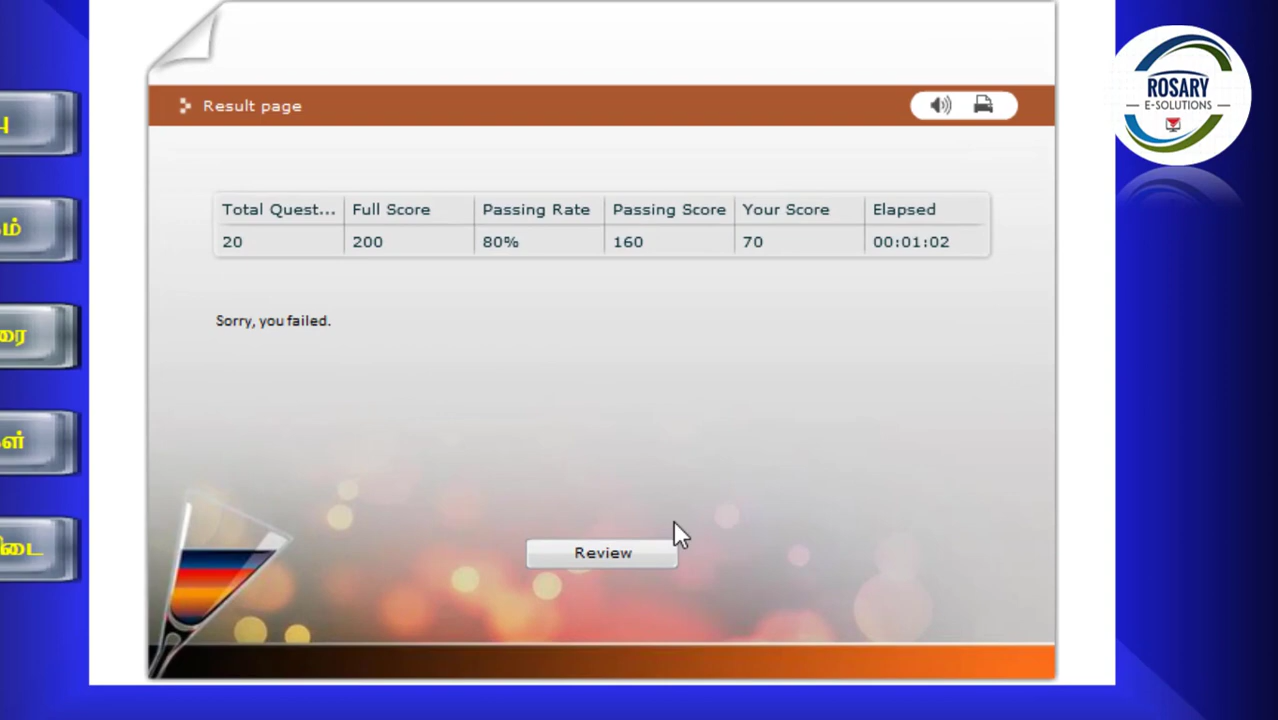 Result page
ROSARY
E-SOLUTIONS
Total Quest... Full Score Passing Rate Passing Score Your Score Elapsed
20 200 80% 160 70 00:01:02
Sorry, you failed.
Review